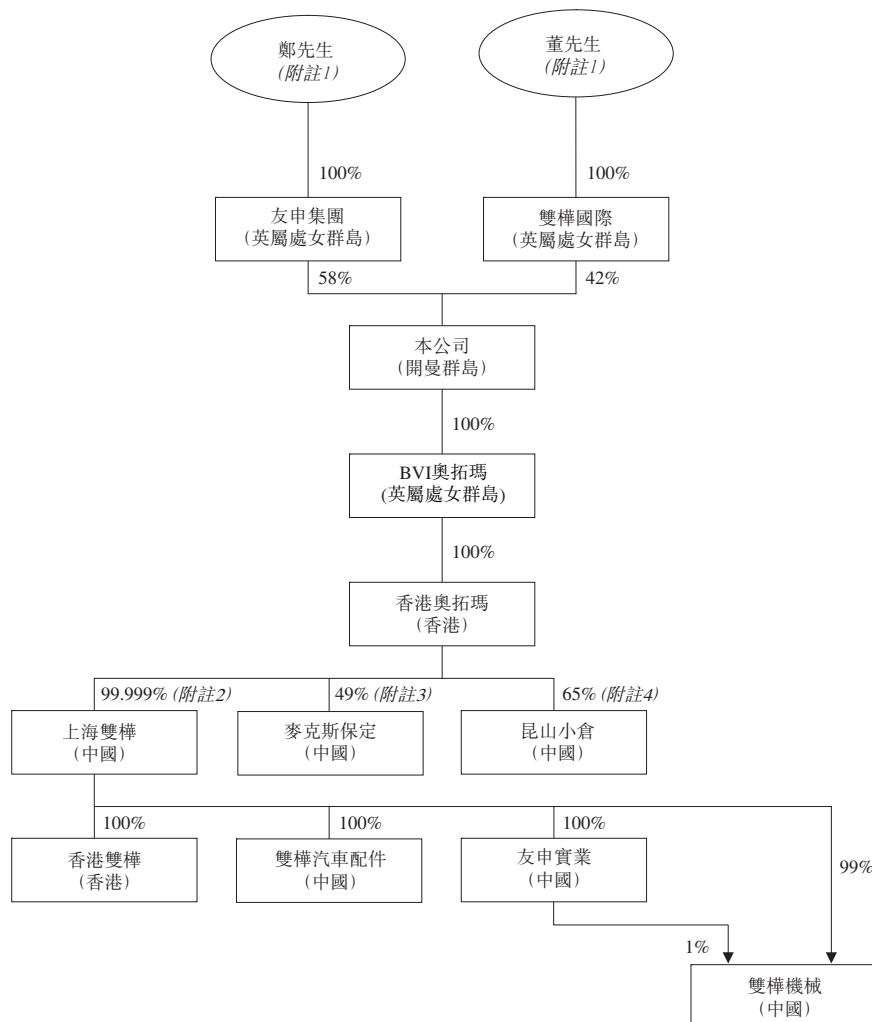 鄭先生
(附註1)
董先生
(附註1)
100%
100%
友申集團
(英屬處女群島)
雙樺國際
(英屬處女群島)
58%
42%
本公司
(開曼群島)
100%
BVI奧拓瑪
(英屬處女群島)
100%
香港奧拓瑪
(香港)
99.999% (附註2)
49% (附註3)
65% (附註4)
上海雙樺
(中國)
麥克斯保定
(中國)
昆山小倉
(中國)
100%
100%
100%
99%
香港雙樺
(香港)
雙樺汽車配件
(中國)
友申實業
(中國)
1%
雙樺機械
(中國)